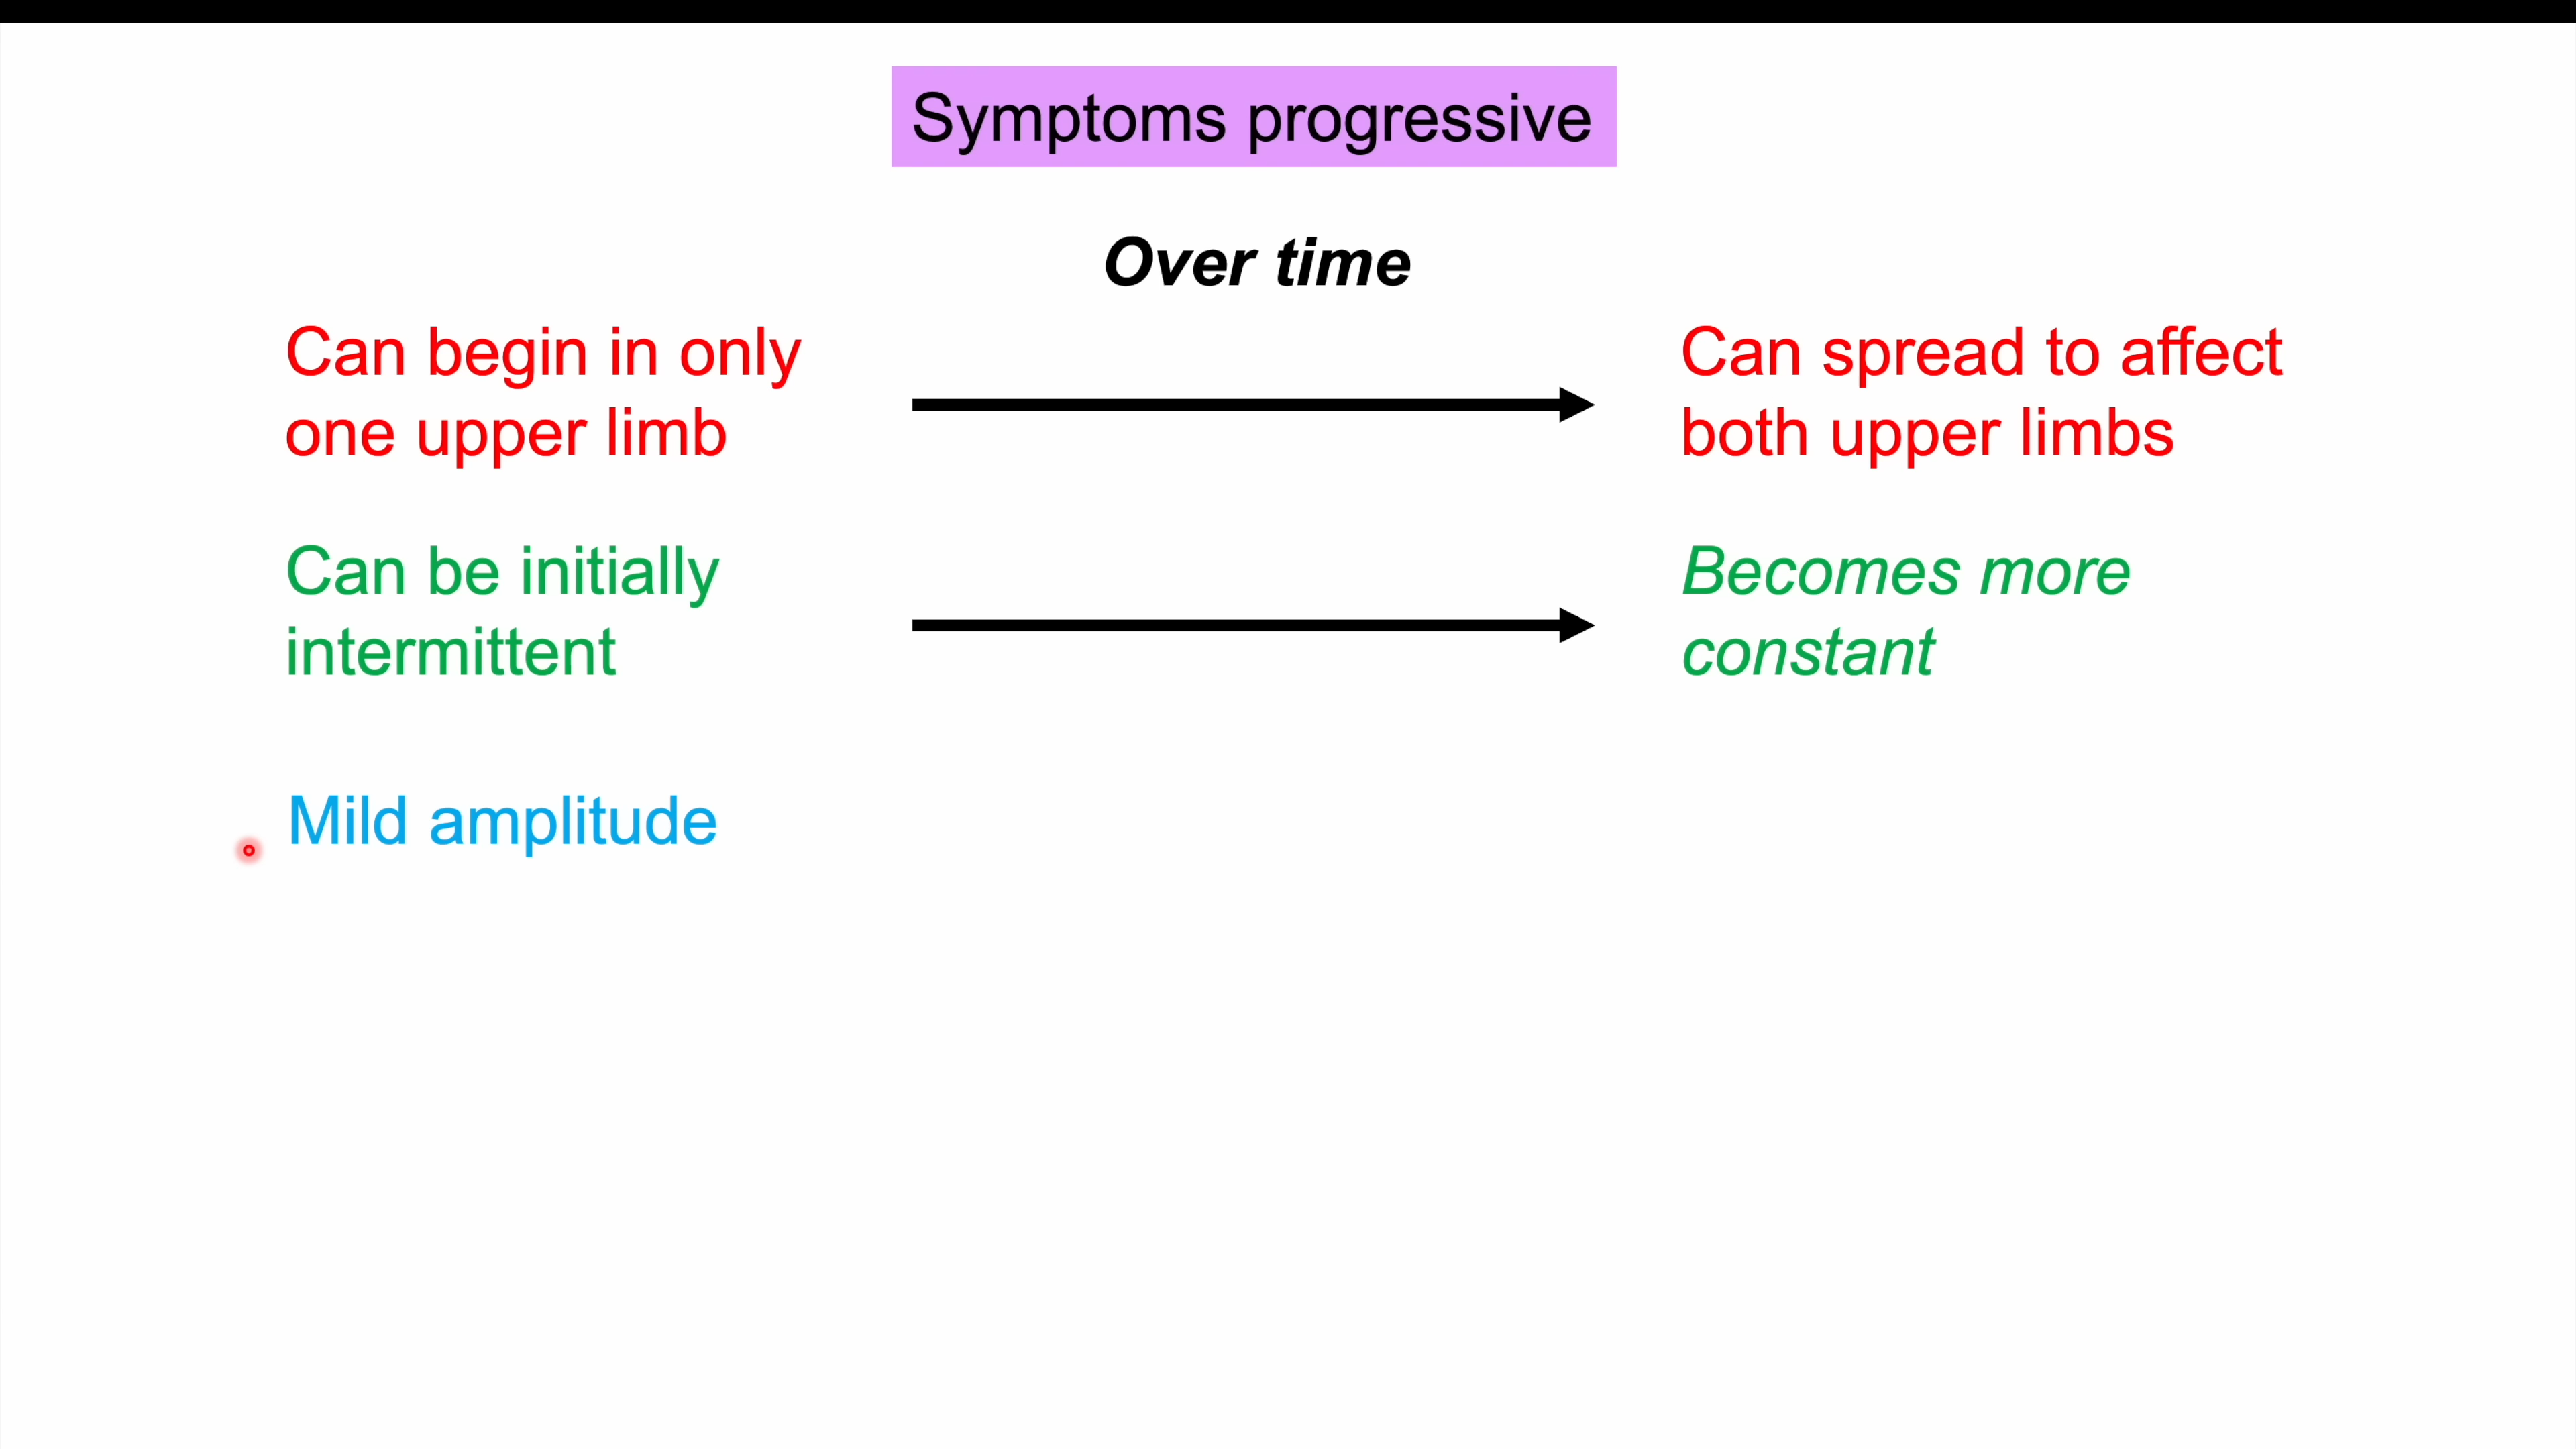 Symptoms progressive
Over time
Can begin in only
one upper limb
Can spread to affect
both upper limbs
Can be initially
intermittent
Becomes more
constant
Mild amplitude